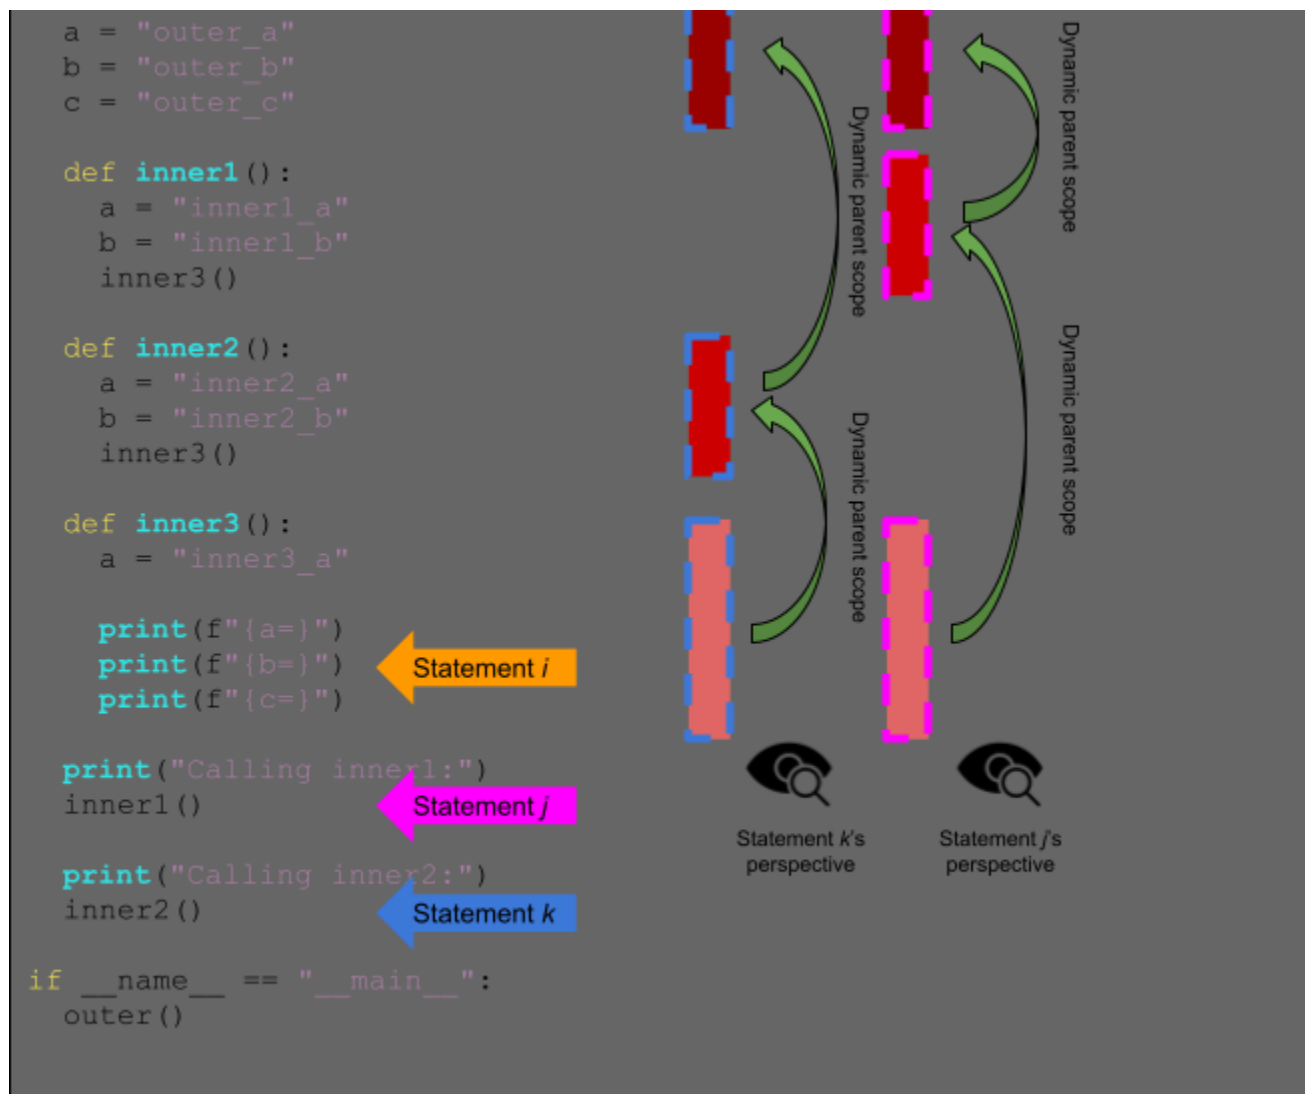 a = "outer_a"
b = "outer_b"
c = "outer_c"
def inner1():
a = "inner1_a"
b = "inner1_b"
inner3()
def inner2():
a = "inner2_a"
b = "inner2_b"
inner3()
def inner3():
a = "inner3_a"
print(f"{a=}")
print(f"{b=}")
print(f"{c=}")
Statement i
print("Calling inner1:")
inner1()
Statement j
print("Calling inner2:")
inner2()
Statement k
if __name__ == "__main__":
outer()
Dynamic parent scope
Dynamic parent scope
Dynamic parent scope
Dynamic parent scope
Statement k's
perspective
Statement j's
perspective